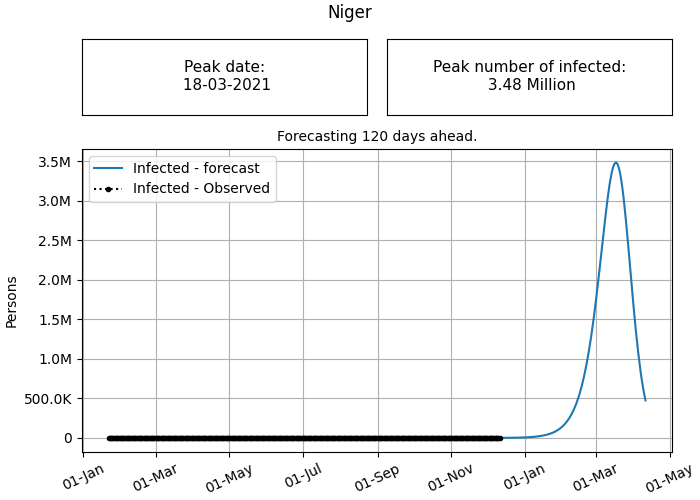 Niger
Peak date:
18-03-2021
Peak number of infected:
3.48 Million
Forecasting 120 days ahead.
Infected - forecast
Infected - Observed
3.5M
3.0M
2.5M
2.0M
1.5M
1.0M
500.0K
0
Persons
01-Jan
01-Mar
01-May
01-Jul
01-Sep
01-Nov
01-Jan
01-Mar
01-May